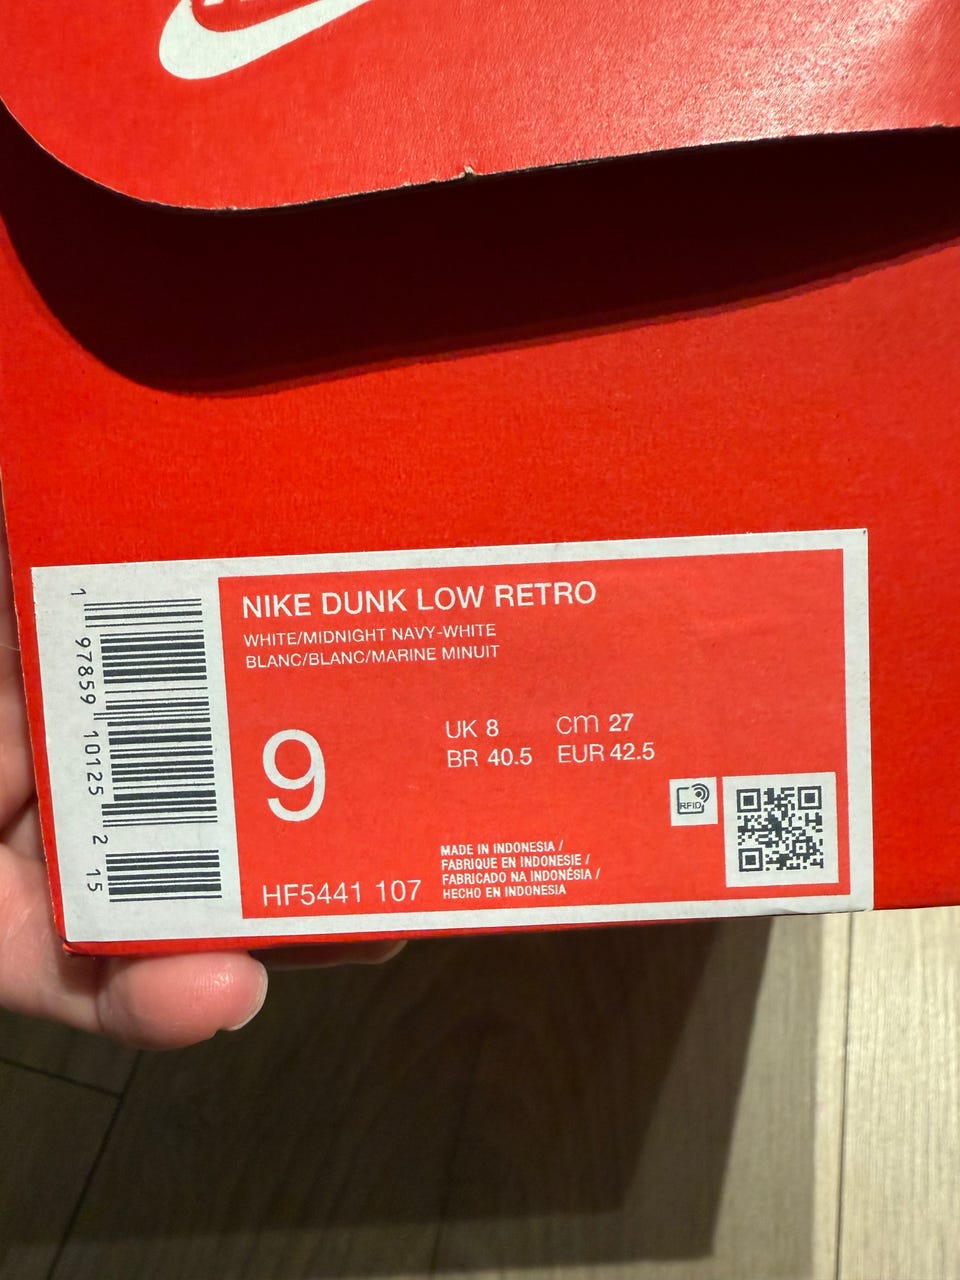 NIKE DUNK LOW RETRO
WHITE/MIDNIGHT NAVY-WHITE
BLANC/BLANC/MARINE MINUIT
9
UK 8 cm 27
BR 40.5 EUR 42.5
RFID
MADE IN INDONESIA /
FABRIQUE EN INDONESIE /
FABRICADO NA INDONÉSIA /
HECHO EN INDONESIA
HF5441 107
1 97859 10125 2 15